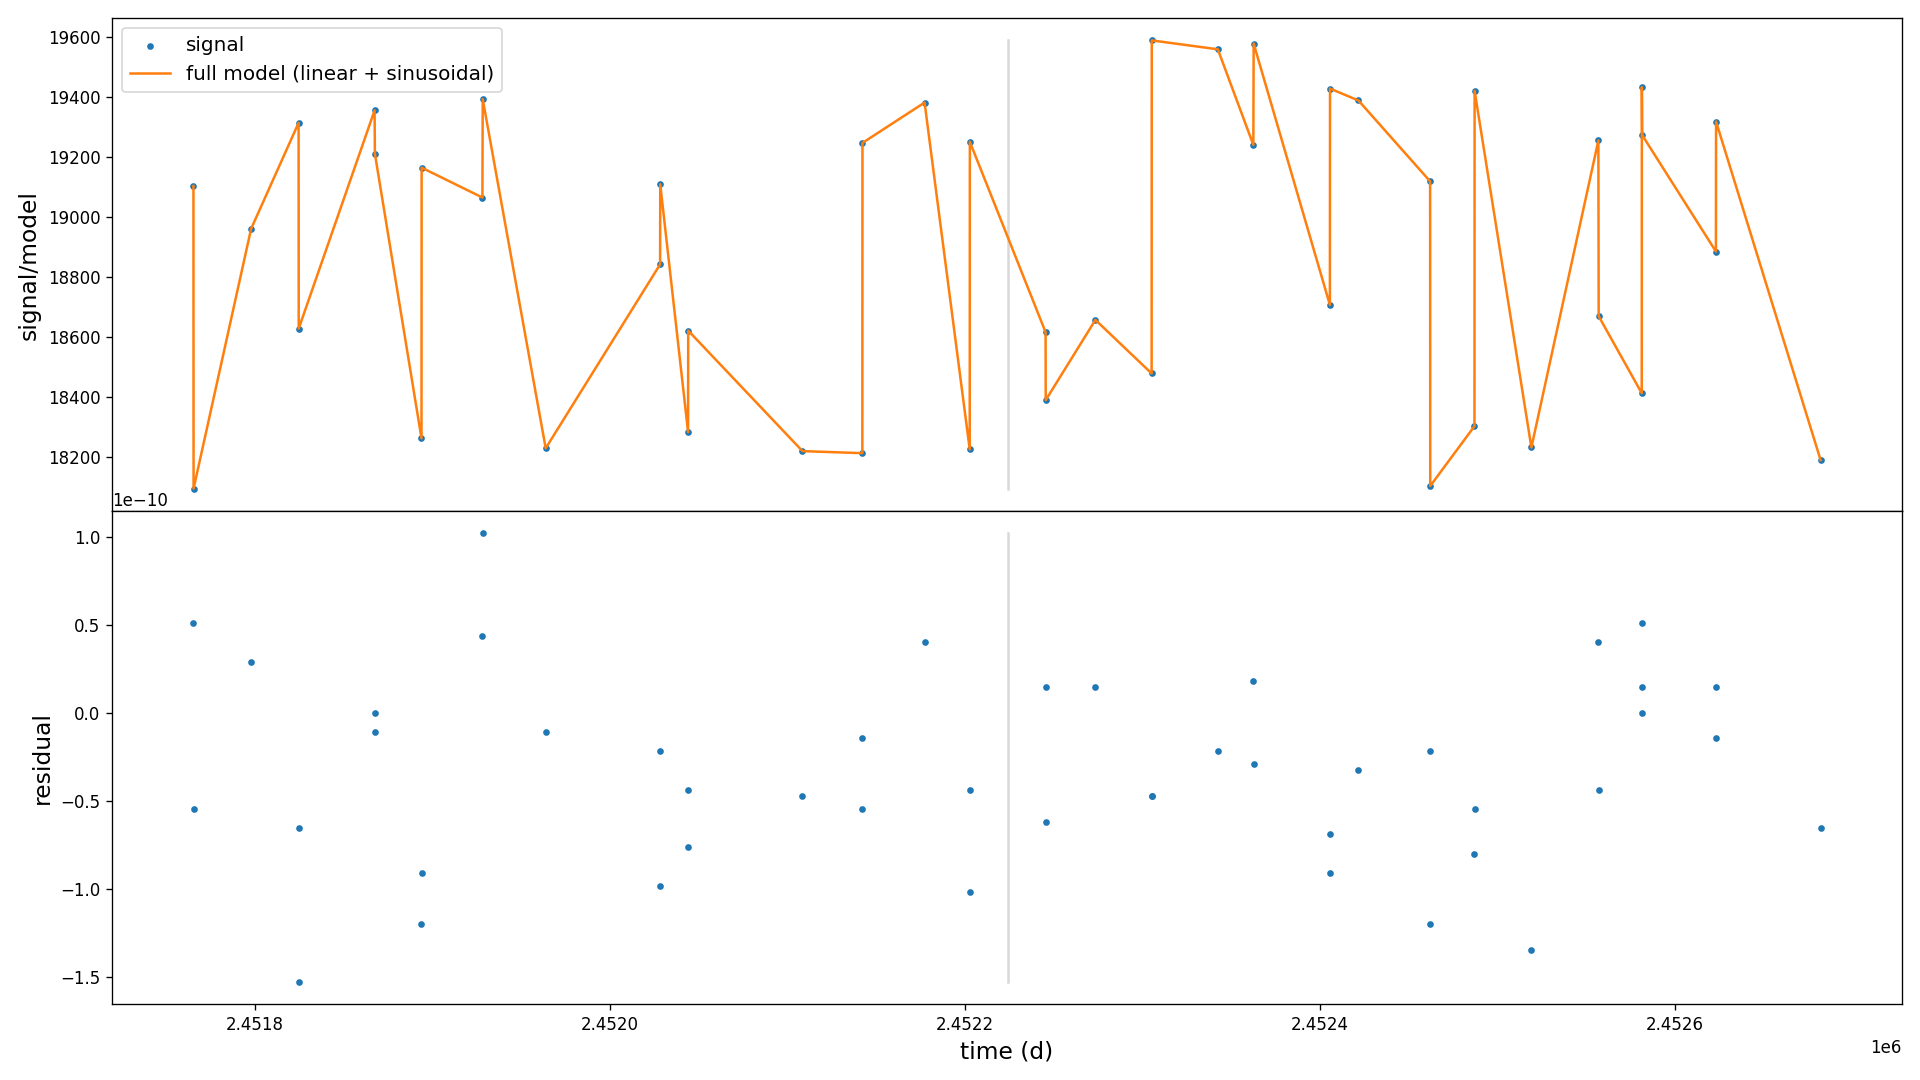 signal
full model (linear + sinusoidal)
19600
19400
19200
19000
18800
18600
18400
18200
signal/model
1e−10
1.0
0.5
0.0
−0.5
−1.0
−1.5
residual
2.4518
2.4520
2.4522
2.4524
2.4526
time (d)
1e6